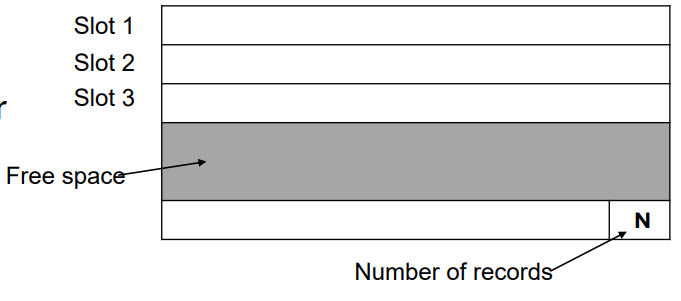 Slot 1
Slot 2
Slot 3
r
Free space
N
Number of records